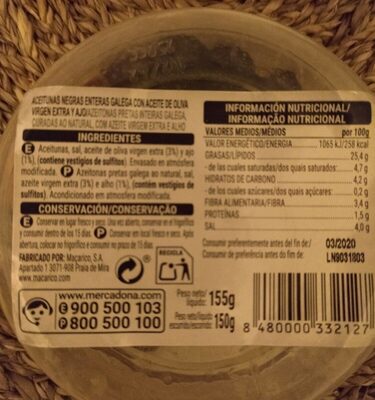 ACEITUNAS NEGRAS ENTERAS GALEGA CON ACEITE DE OLIVA
VIRGEN EXTRA Y AJO/AZEITONAS PRETAS INTEIRAS GALEGA,
CURADAS AO NATURAL, COM AZEITE VIRGEM EXTRA E ALHO
INGREDIENTES
E Aceitunas, sal, aceite de oliva virgen extra (3%) y ajo
(1%), (contiene vestigios de sulfitos). Envasado en atmósfera
modificada. P Azeitonas pretas galega ao natural, sal,
azeite virgem extra (3%) e alho (1%), (contém vestígios de
sulfitos). Acondicionado em atmosfera modificada.
CONSERVACIÓN/CONSERVAÇÃO
E Conservar en lugar fresco y seco. Una vez abierto, conservar en el frigorífico
y consumir dentro de los 15 días. P Conservar em local fresco e seco. Após
abertura, colocar no frigorífico e consumir no prazo de 15 dias.
FABRICADO POR: Maçarico, S.A.
Apartado 1 3071-908 Praia de Mira
www.macarico.com
RECICLA
www.mercadona.com
E 900 500 103
P 800 500 100
Peso neto/
líquido: 155g
Peso neto/líquido
escurrido/escorrido: 150g
INFORMACIÓN NUTRICIONAL/
INFORMAÇÃO NUTRICIONAL
VALORES MEDIOS/MÉDIOS por 100g
VALOR ENERGÉTICO/ENERGIA 1065 kJ/258 kcal
GRASAS/LÍPIDOS 25,4 g
- de las cuales saturadas/dos quais saturados: 4,7 g
HIDRATOS DE CARBONO 4,2 g
- de los cuales azúcares/dos quais açúcares: 0,2 g
FIBRA ALIMENTARIA/FIBRA 3,4 g
PROTEÍNAS 1,5 g
SAL 4,0 g
Consumir preferentemente antes del fin de/ 03/2020
Consumir de preferência antes do fim de: LN9031803
8 480000 332127